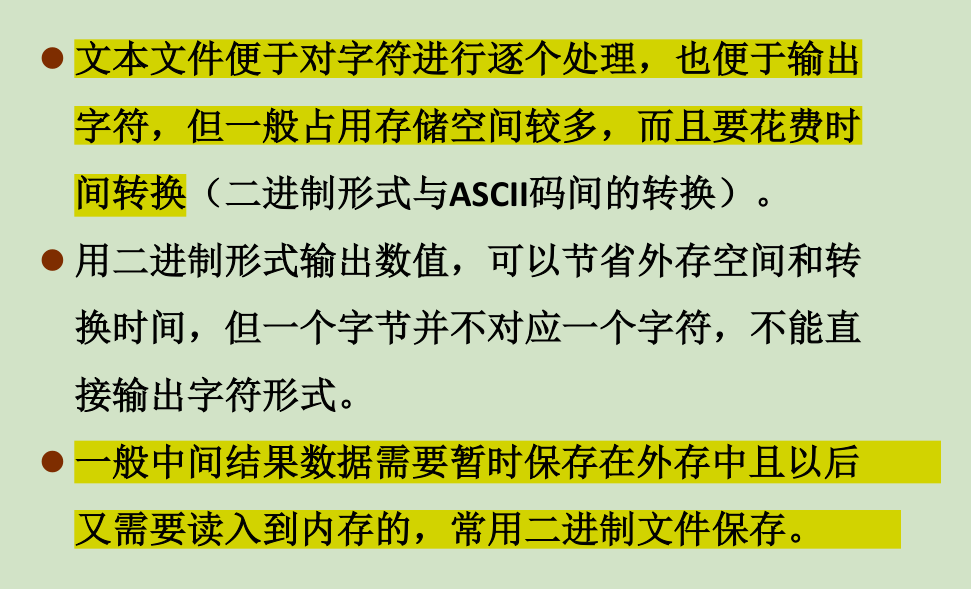 ● 文本文件便于对字符进行逐个处理，也便于输出
字符，但一般占用存储空间较多，而且要花费时
间转换（二进制形式与ASCII码间的转换）。
● 用二进制形式输出数值，可以节省外存空间和转
换时间，但一个字节并不对应一个字符，不能直
接输出字符形式。
● 一般中间结果数据需要暂时保存在外存中且以后
又需要读入到内存的，常用二进制文件保存。